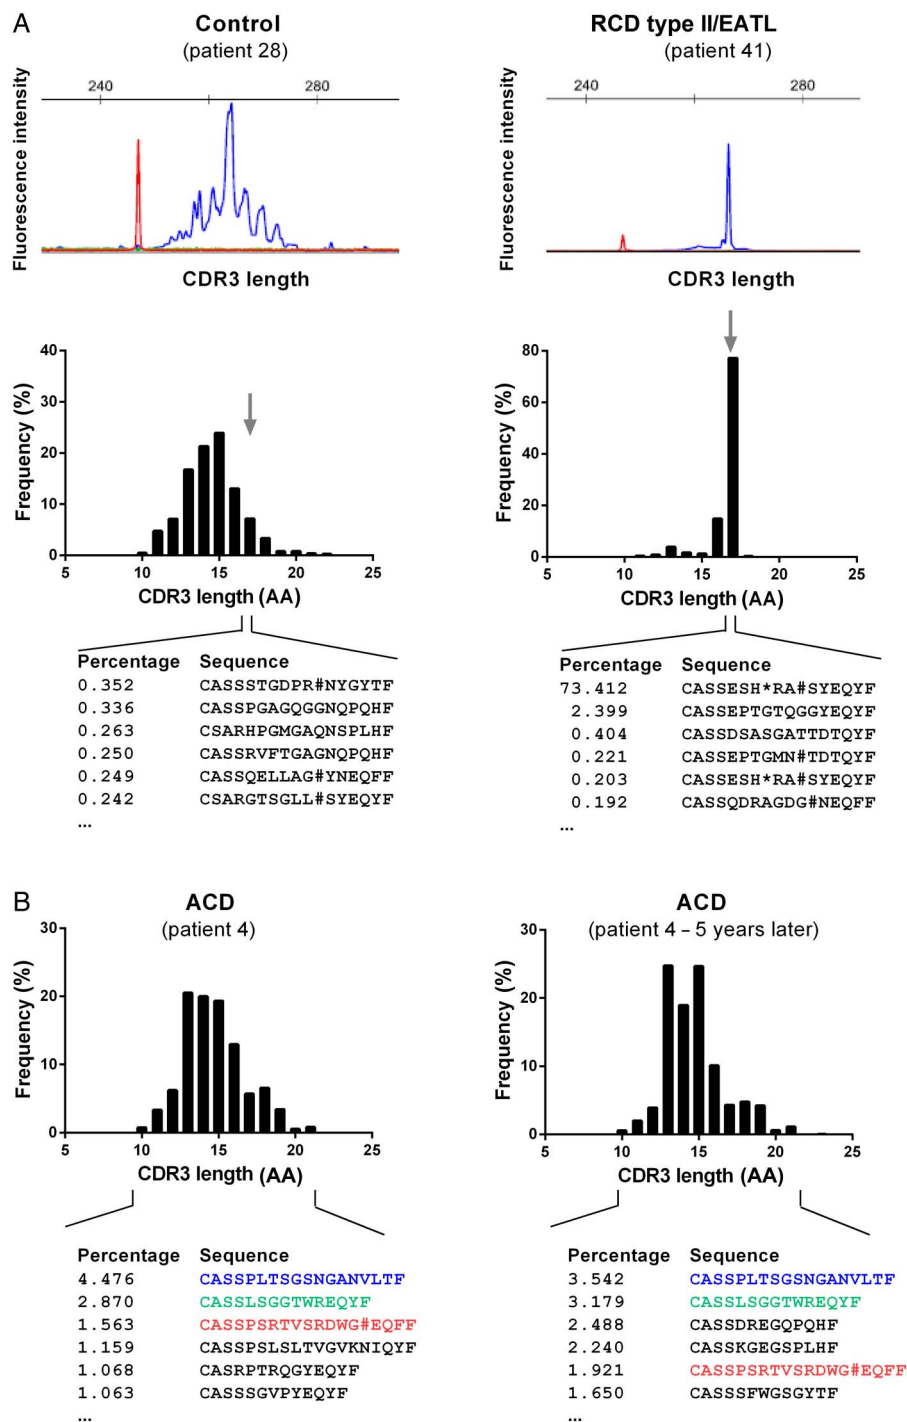 A
Control
(patient 28)
RCD type II/EATL
(patient 41)
Fluorescence intensity
240
280
CDR3 length
Fluorescence intensity
240
280
CDR3 length
Frequency (%)
40
30
20
10
0
5
10
15
20
25
CDR3 length (AA)
Frequency (%)
80
60
40
20
0
5
10
15
20
25
CDR3 length (AA)
Percentage Sequence
0.352 CASSSTGDPR#NYGYTF
0.336 CASSPGAGQGGNQPQHF
0.263 CSARHPGMGAQNSPLHF
0.250 CASSRVFTGAGNQPQHF
0.249 CASSQELLAG#YNEQFF
0.242 CSARGTSGLL#SYEQYF
...
Percentage Sequence
73.412 CASSESH*RA#SYEQYF
2.399 CASSEPTGTQGGYEQYF
0.404 CASSDSASGATTDTQYF
0.221 CASSEPTGMN#TDTQYF
0.203 CASSESH*RA#SYEQYF
0.192 CASSQDRAGDG#NEQFF
...
B
ACD
(patient 4)
ACD
(patient 4 – 5 years later)
Frequency (%)
30
20
10
0
5
10
15
20
25
CDR3 length (AA)
Frequency (%)
30
20
10
0
5
10
15
20
25
CDR3 length (AA)
Percentage Sequence
4.476 CASSPLTSGSNGANVLTF
2.870 CASSLSGGTWREQYF
1.563 CASSPSRTVSRDWG#EQFF
1.159 CASSPSLSLTVGVKNIQYF
1.068 CASRPTRQGYEQYF
1.063 CASSSGVPYEQYF
...
Percentage Sequence
3.542 CASSPLTSGSNGANVLTF
3.179 CASSLSGGTWREQYF
2.488 CASSDREGQPQHF
2.240 CASSKGEGSPLHF
1.921 CASSPSRTVSRDWG#EQFF
1.650 CASSSFWGSGYTF
...